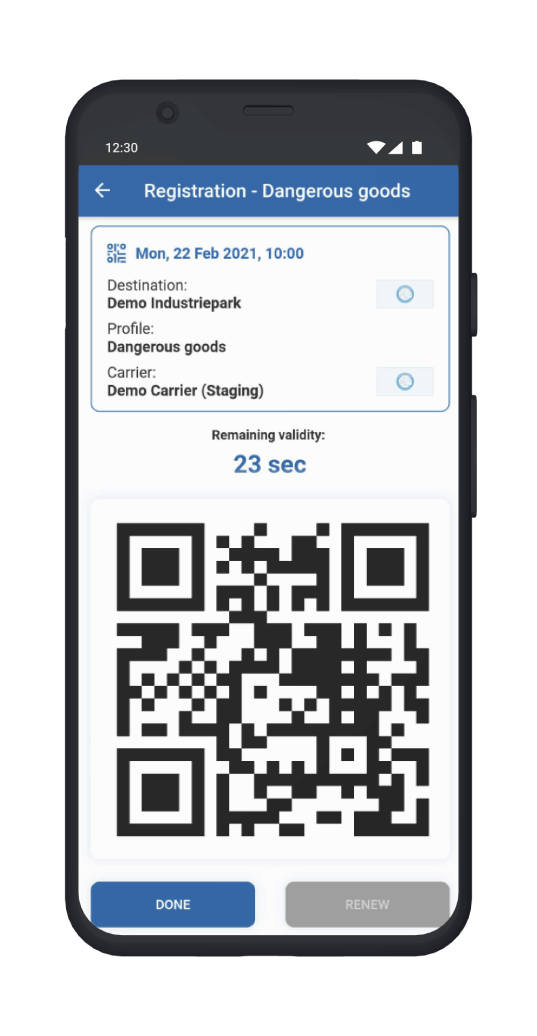 12:30
Registration - Dangerous goods
Mon, 22 Feb 2021, 10:00
Destination:
Demo Industriepark
Profile:
Dangerous goods
Carrier:
Demo Carrier (Staging)
Remaining validity:
23 sec
DONE
RENEW